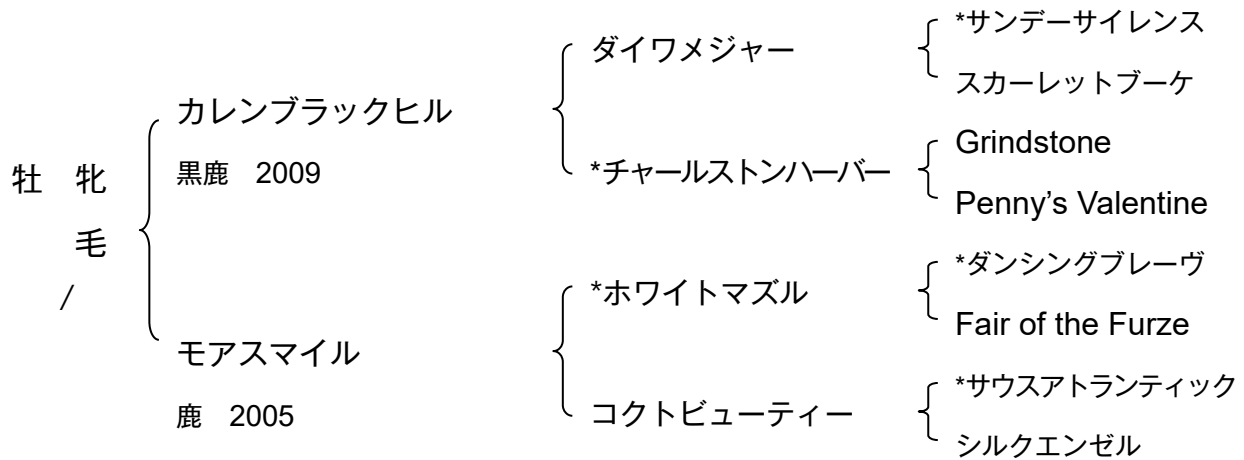 *サンデーサイレンス
ダイワメジャー
スカーレットブーケ
カレンブラックヒル
黒鹿　2009
Grindstone
*チャールストンハーバー
Penny’s Valentine
牡　牝
毛
/
*ダンシングブレーヴ
*ホワイトマズル
Fair of the Furze
モアスマイル
鹿　2005
*サウスアトランティック
コクトビューティー
シルクエンゼル